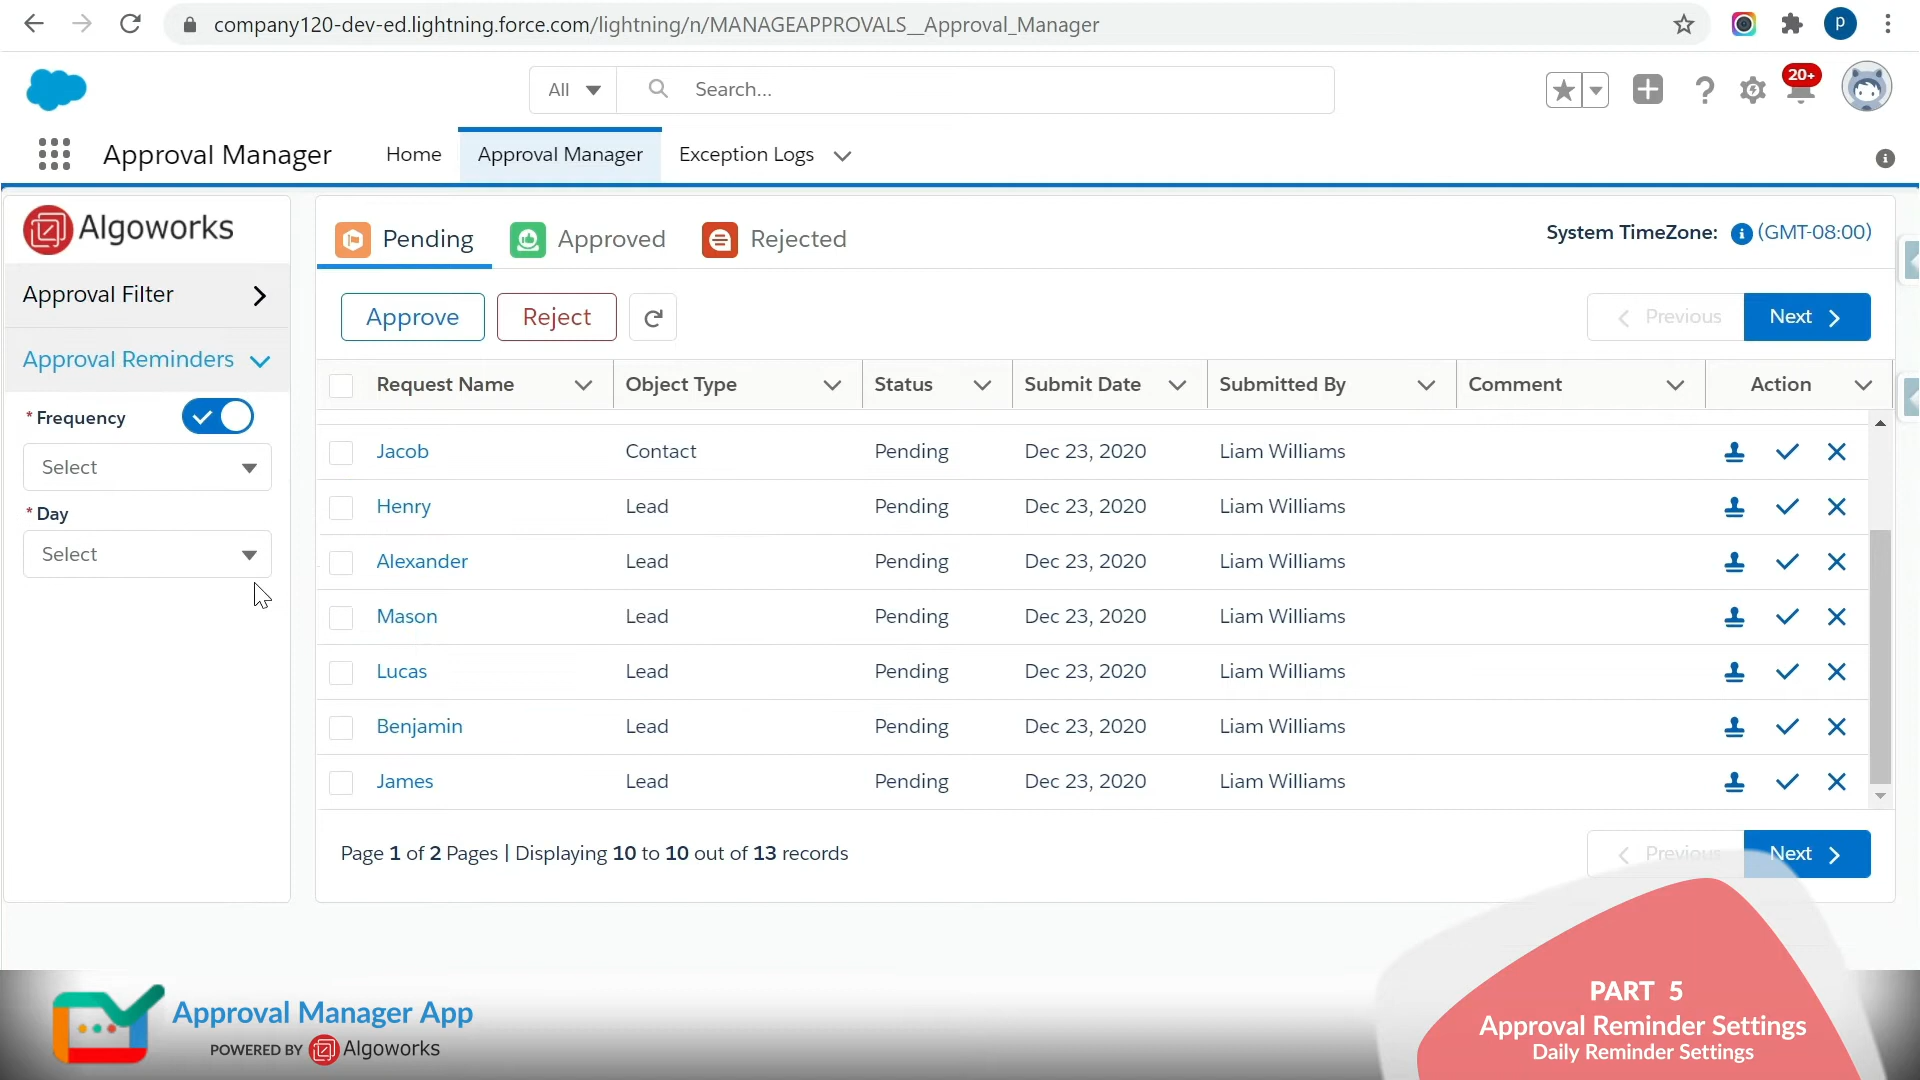 company120-dev-ed.lightning.force.com/lightning/n/MANAGEAPPROVALS__Approval_Manager
p
All
Search...
20+
Approval Manager
Home
Approval Manager
Exception Logs
Algoworks
Pending
Approved
Rejected
System TimeZone: (GMT-08:00)
Approval Filter
Approve
Reject
Previous
Next
Approval Reminders
Request Name Object Type Status Submit Date Submitted By Comment Action
* Frequency
Select
* Day
Select
Jacob Contact Pending Dec 23, 2020 Liam Williams
Henry Lead Pending Dec 23, 2020 Liam Williams
Alexander Lead Pending Dec 23, 2020 Liam Williams
Mason Lead Pending Dec 23, 2020 Liam Williams
Lucas Lead Pending Dec 23, 2020 Liam Williams
Benjamin Lead Pending Dec 23, 2020 Liam Williams
James Lead Pending Dec 23, 2020 Liam Williams
Page 1 of 2 Pages | Displaying 10 to 10 out of 13 records
Previous
Next
Approval Manager App
POWERED BY Algoworks
PART 5
Approval Reminder Settings
Daily Reminder Settings